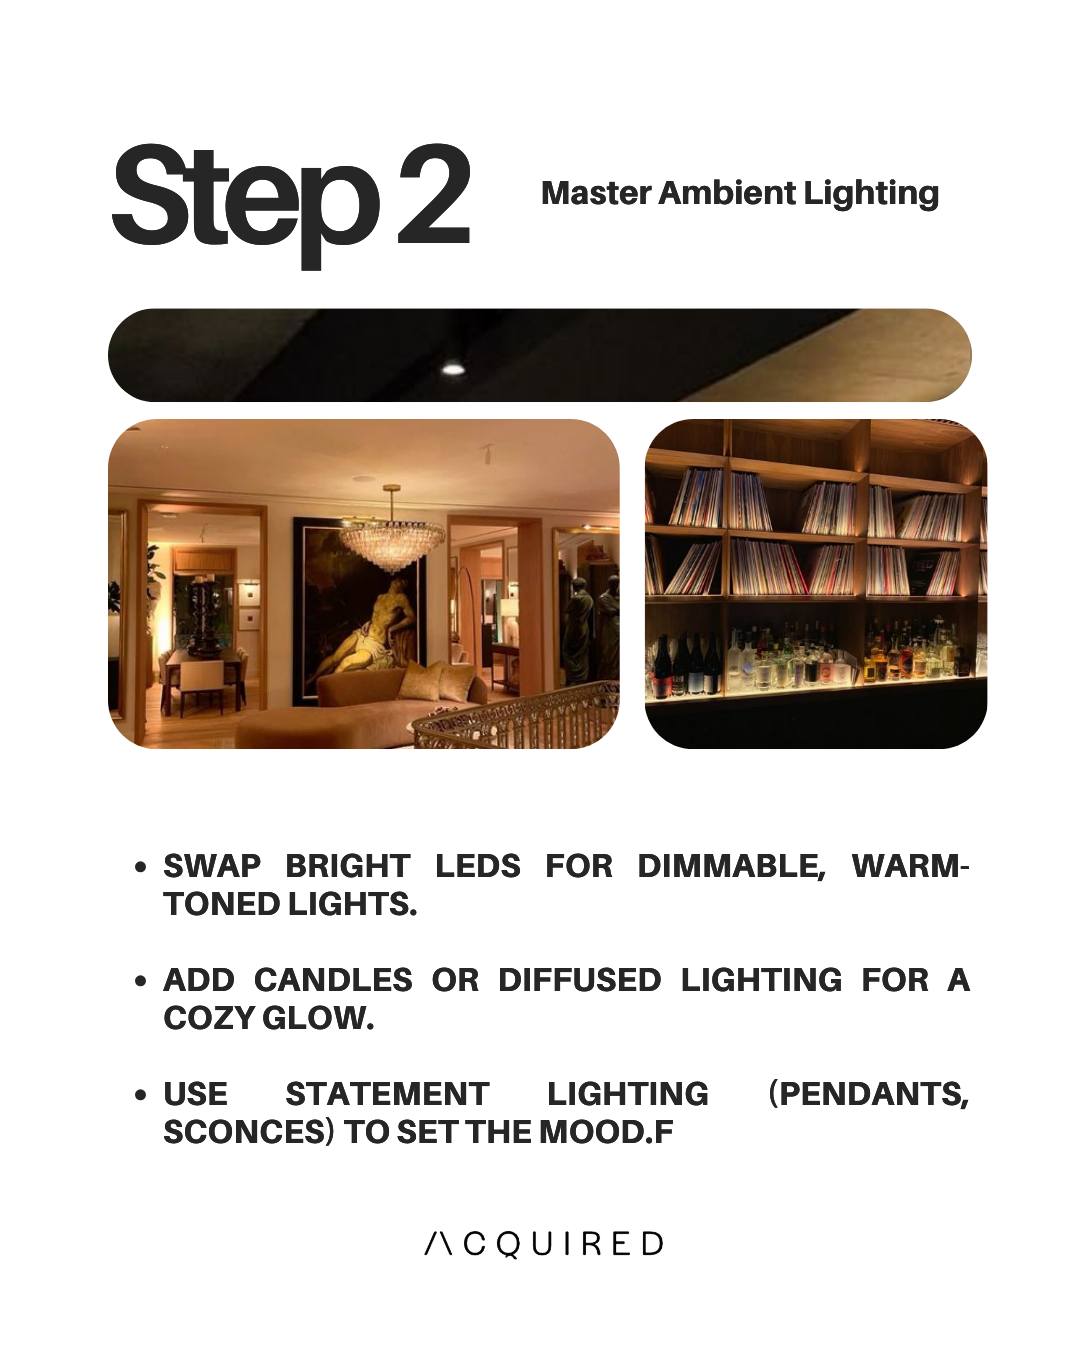 Step 2
Master Ambient Lighting
• SWAP BRIGHT LEDS FOR DIMMABLE, WARM-
TONED LIGHTS.
• ADD CANDLES OR DIFFUSED LIGHTING FOR A
COZY GLOW.
• USE STATEMENT LIGHTING (PENDANTS,
SCONCES) TO SET THE MOOD.F
ACQUIRED